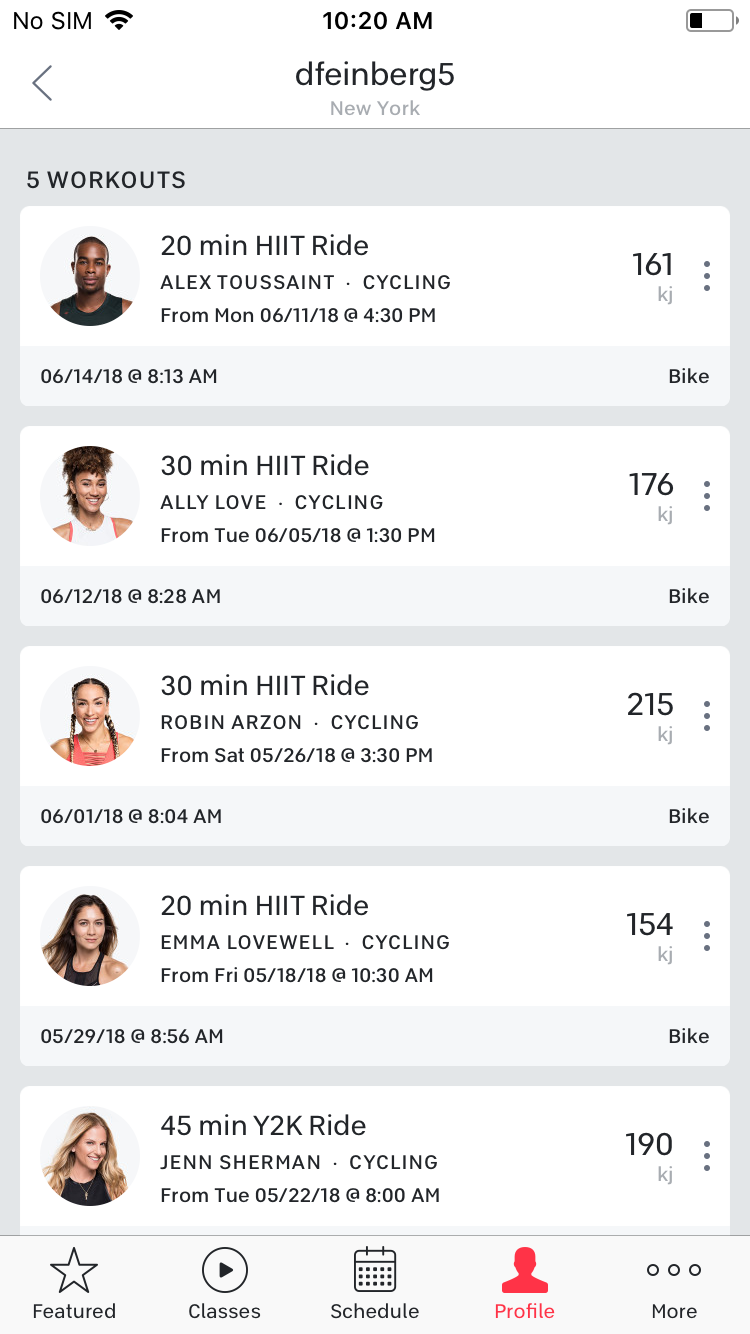 No SIM 10:20 AM
dfeinberg5
New York
5 WORKOUTS
20 min HIIT Ride
161
ALEX TOUSSAINT · CYCLING
kj
From Mon 06/11/18 @ 4:30 PM
06/14/18 @ 8:13 AM Bike
30 min HIIT Ride
176
ALLY LOVE · CYCLING
kj
From Tue 06/05/18 @ 1:30 PM
06/12/18 @ 8:28 AM Bike
30 min HIIT Ride
215
ROBIN ARZON · CYCLING
kj
From Sat 05/26/18 @ 3:30 PM
06/01/18 @ 8:04 AM Bike
20 min HIIT Ride
154
EMMA LOVEWELL · CYCLING
kj
From Fri 05/18/18 @ 10:30 AM
05/29/18 @ 8:56 AM Bike
45 min Y2K Ride
190
JENN SHERMAN · CYCLING
kj
From Tue 05/22/18 @ 8:00 AM
Featured Classes Schedule Profile More